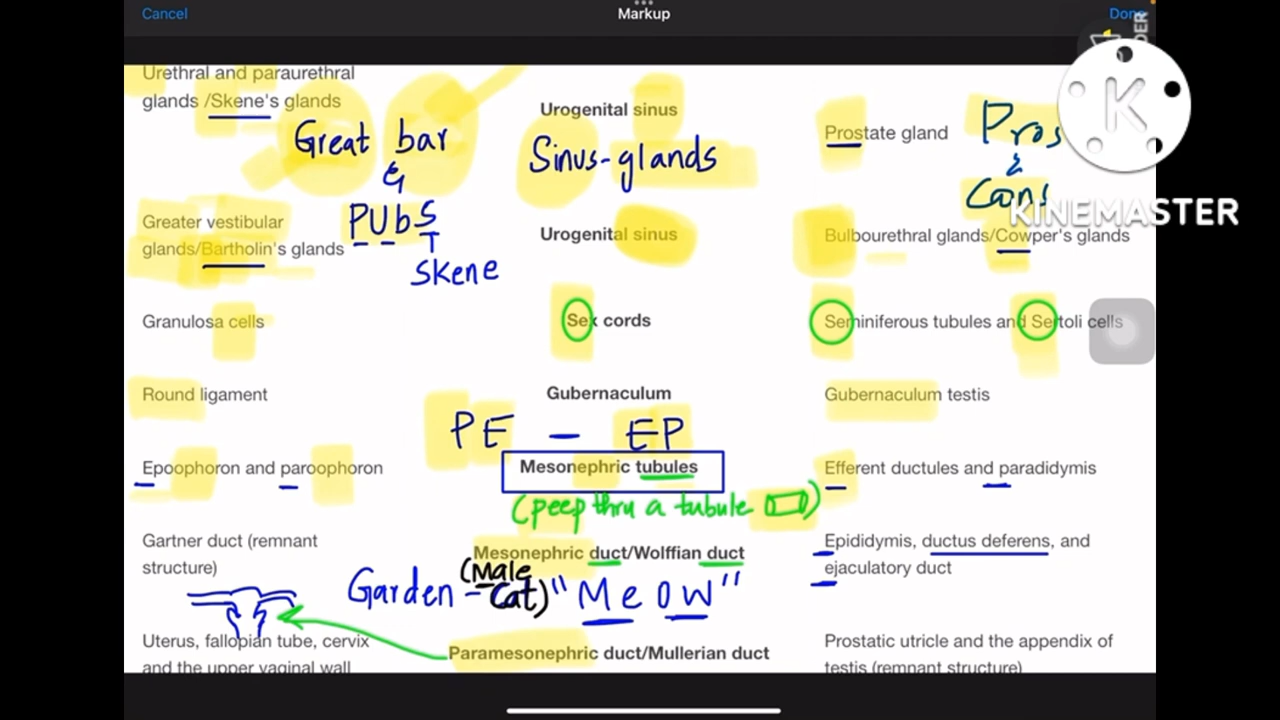 Cancel
Markup
Done
Urethral and paraurethral
glands /Skene's glands
Urogenital sinus
Prostate gland
Pros
&
Cons
Great bar
&
PUbS
Skene
Sinus-glands
K
KINEMASTER
Greater vestibular
glands/Bartholin's glands
Urogenital sinus
Bulbourethral glands/Cowper's glands
Granulosa cells
Sex cords
Seminiferous tubules and Sertoli cells
Round ligament
Gubernaculum
Gubernaculum testis
PE - EP
Epoophoron and paroophoron
Mesonephric tubules
Efferent ductules and paradidymis
(peep thru a tubule )
Gartner duct (remnant
structure)
Mesonephric duct/Wolffian duct
Epididymis, ductus deferens, and
ejaculatory duct
Garden - (Male
Cat) "MeOW"
Uterus, fallopian tube, cervix
and the upper vaginal wall
Paramesonephric duct/Mullerian duct
Prostatic utricle and the appendix of
testis (remnant structure)